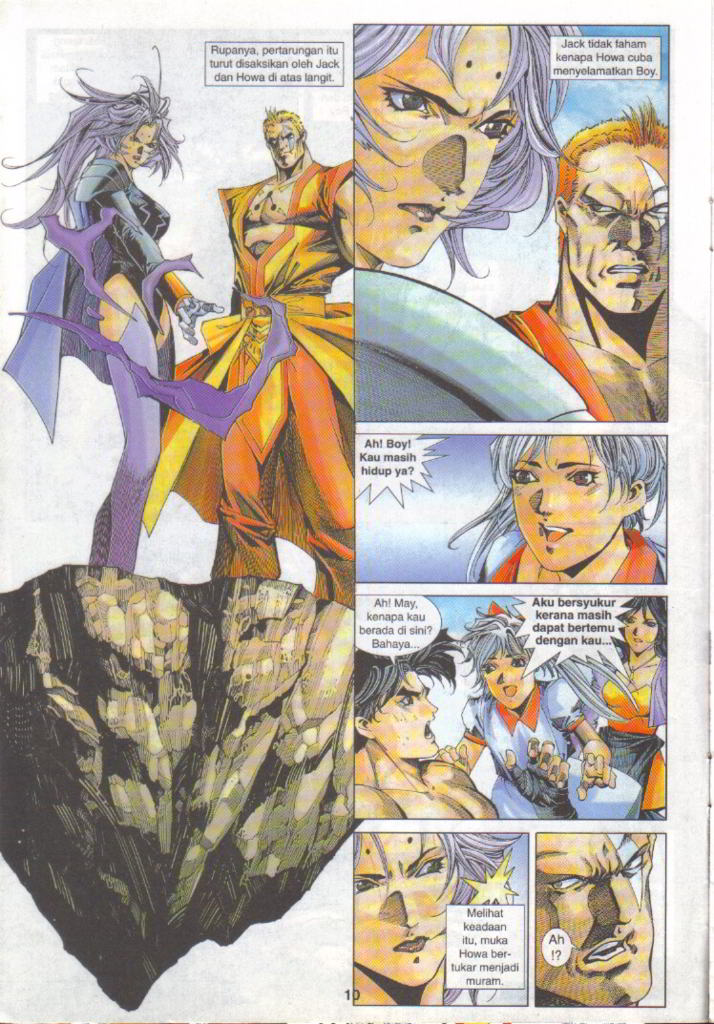 Rupanya, pertarungan itu
turut disaksikan oleh Jack
dan Howa di atas langit.
Jack tidak faham
kenapa Howa cuba
menyelamatkan Boy.
Ah! Boy!
Kau masih
hidup ya?
Ah! May,
kenapa kau
berada di sini?
Bahaya...
Aku bersyukur
kerana masih
dapat bertemu
dengan kau...
Melihat
keadaan
itu, muka
Howa ber-
tukar menjadi
muram.
Ah
!?
10